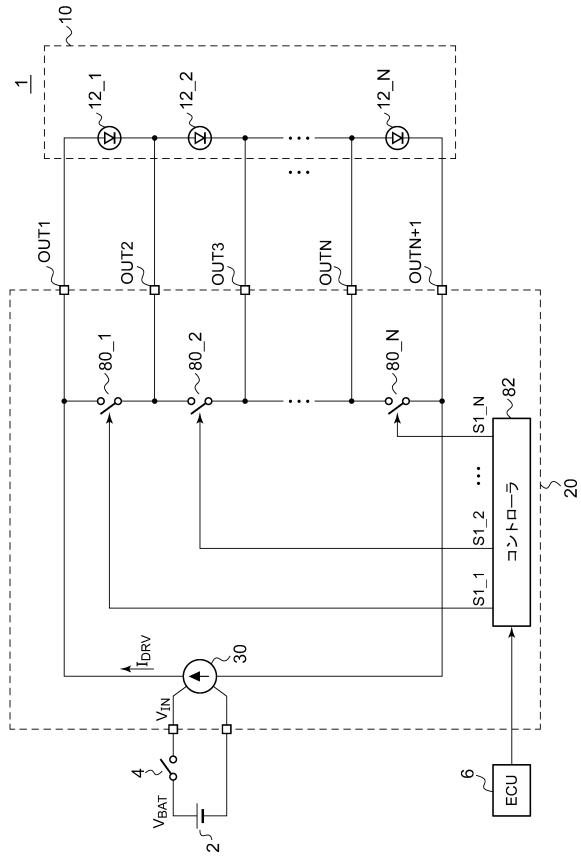 1
10
12_1
12_2
12_N
...
...
OUT1
OUT2
OUT3
OUTN
OUTN+1
80_1
80_2
80_N
...
S1_1
S1_2
...
S1_N
82
コントローラ
20
IDRV
30
VIN
4
VBAT
2
6
ECU